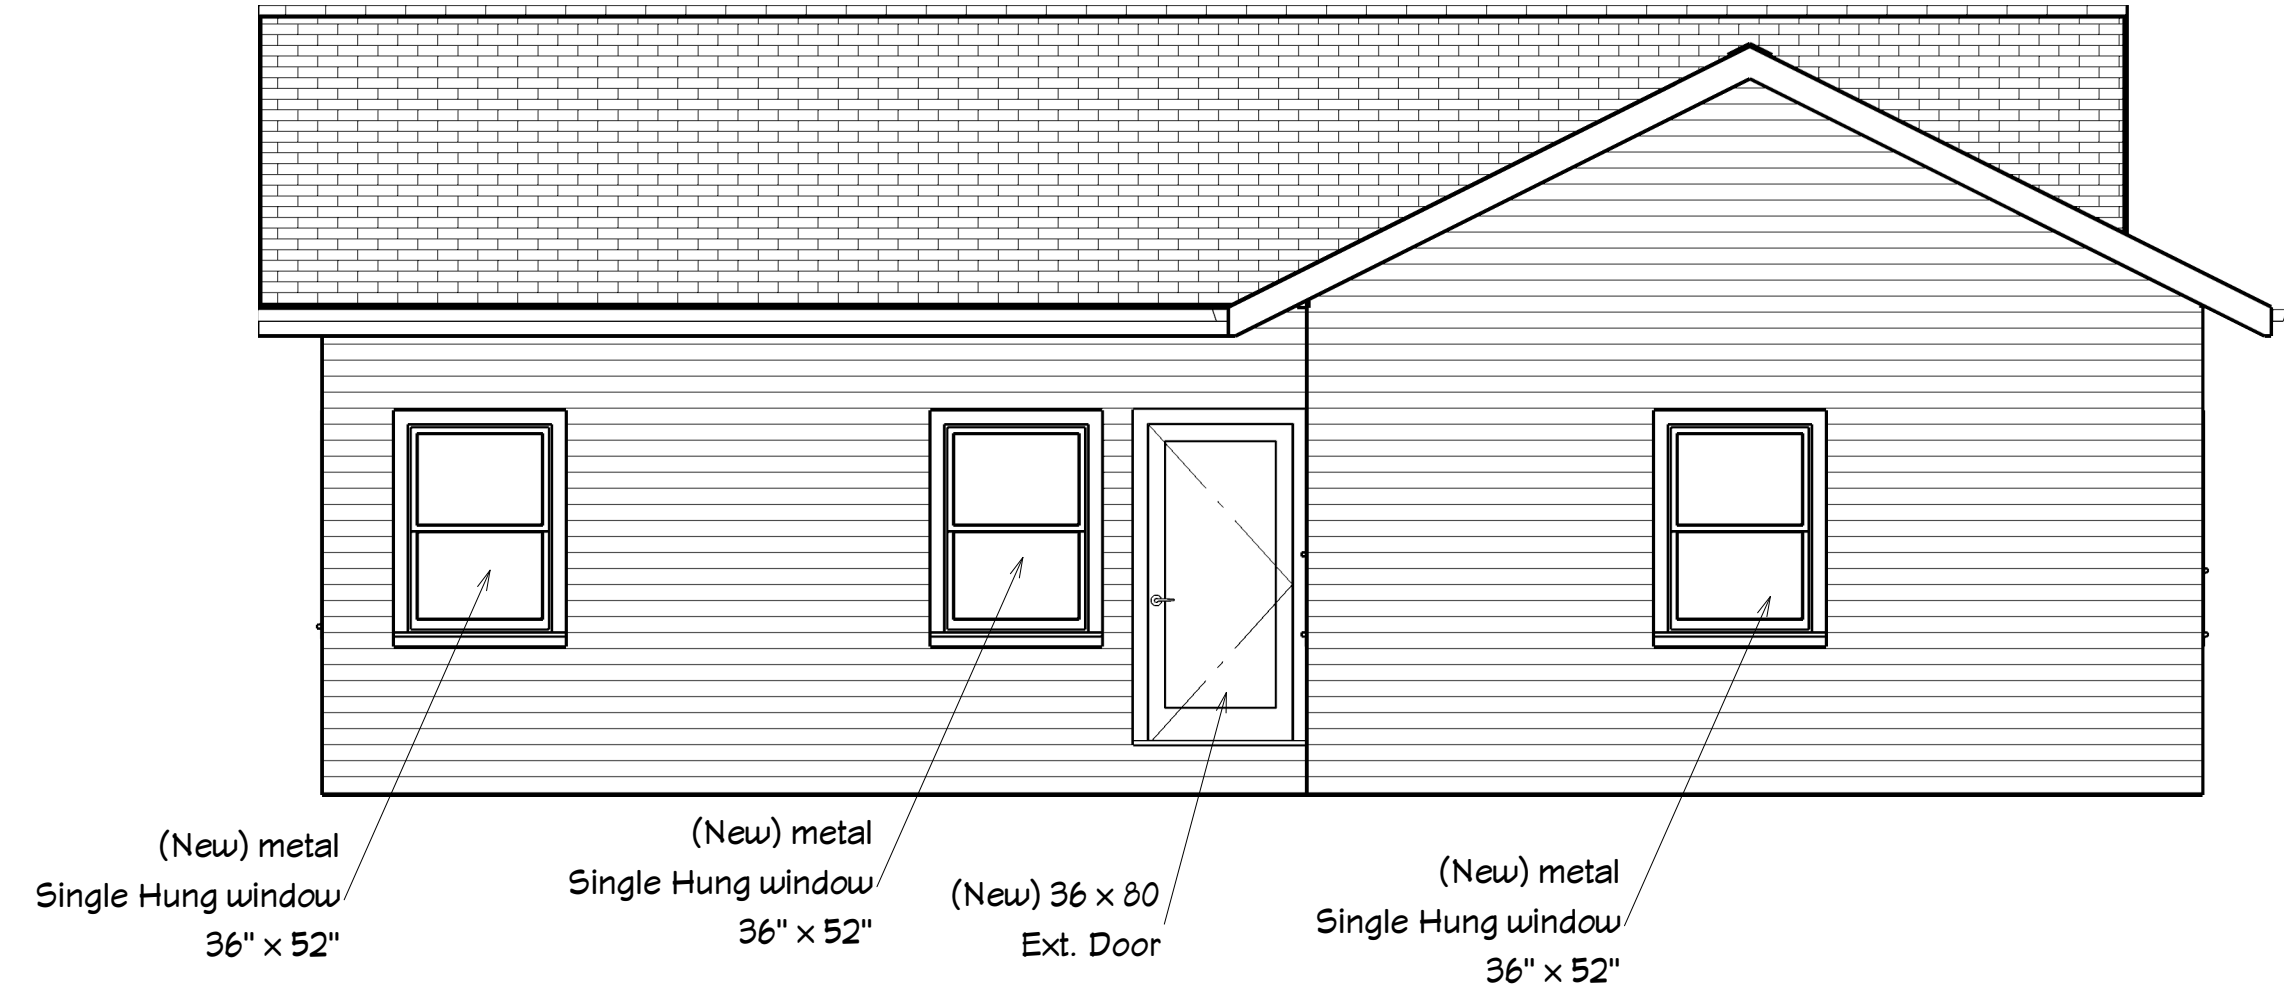 (New) metal
Single Hung window
36" x 52"
(New) metal
Single Hung window
36" x 52"
(New) 36 x 80
Ext. Door
(New) metal
Single Hung window
36" x 52"